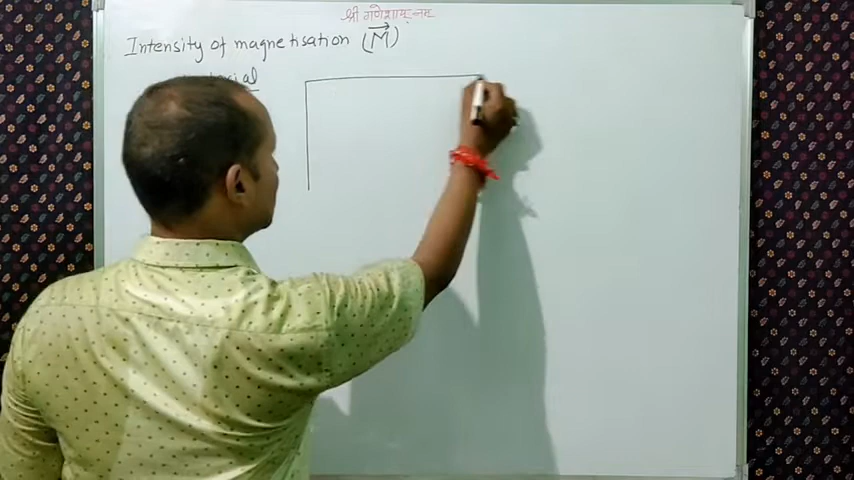 श्री गणेशाय नमः
Intensity of magnetisation (M⃗)